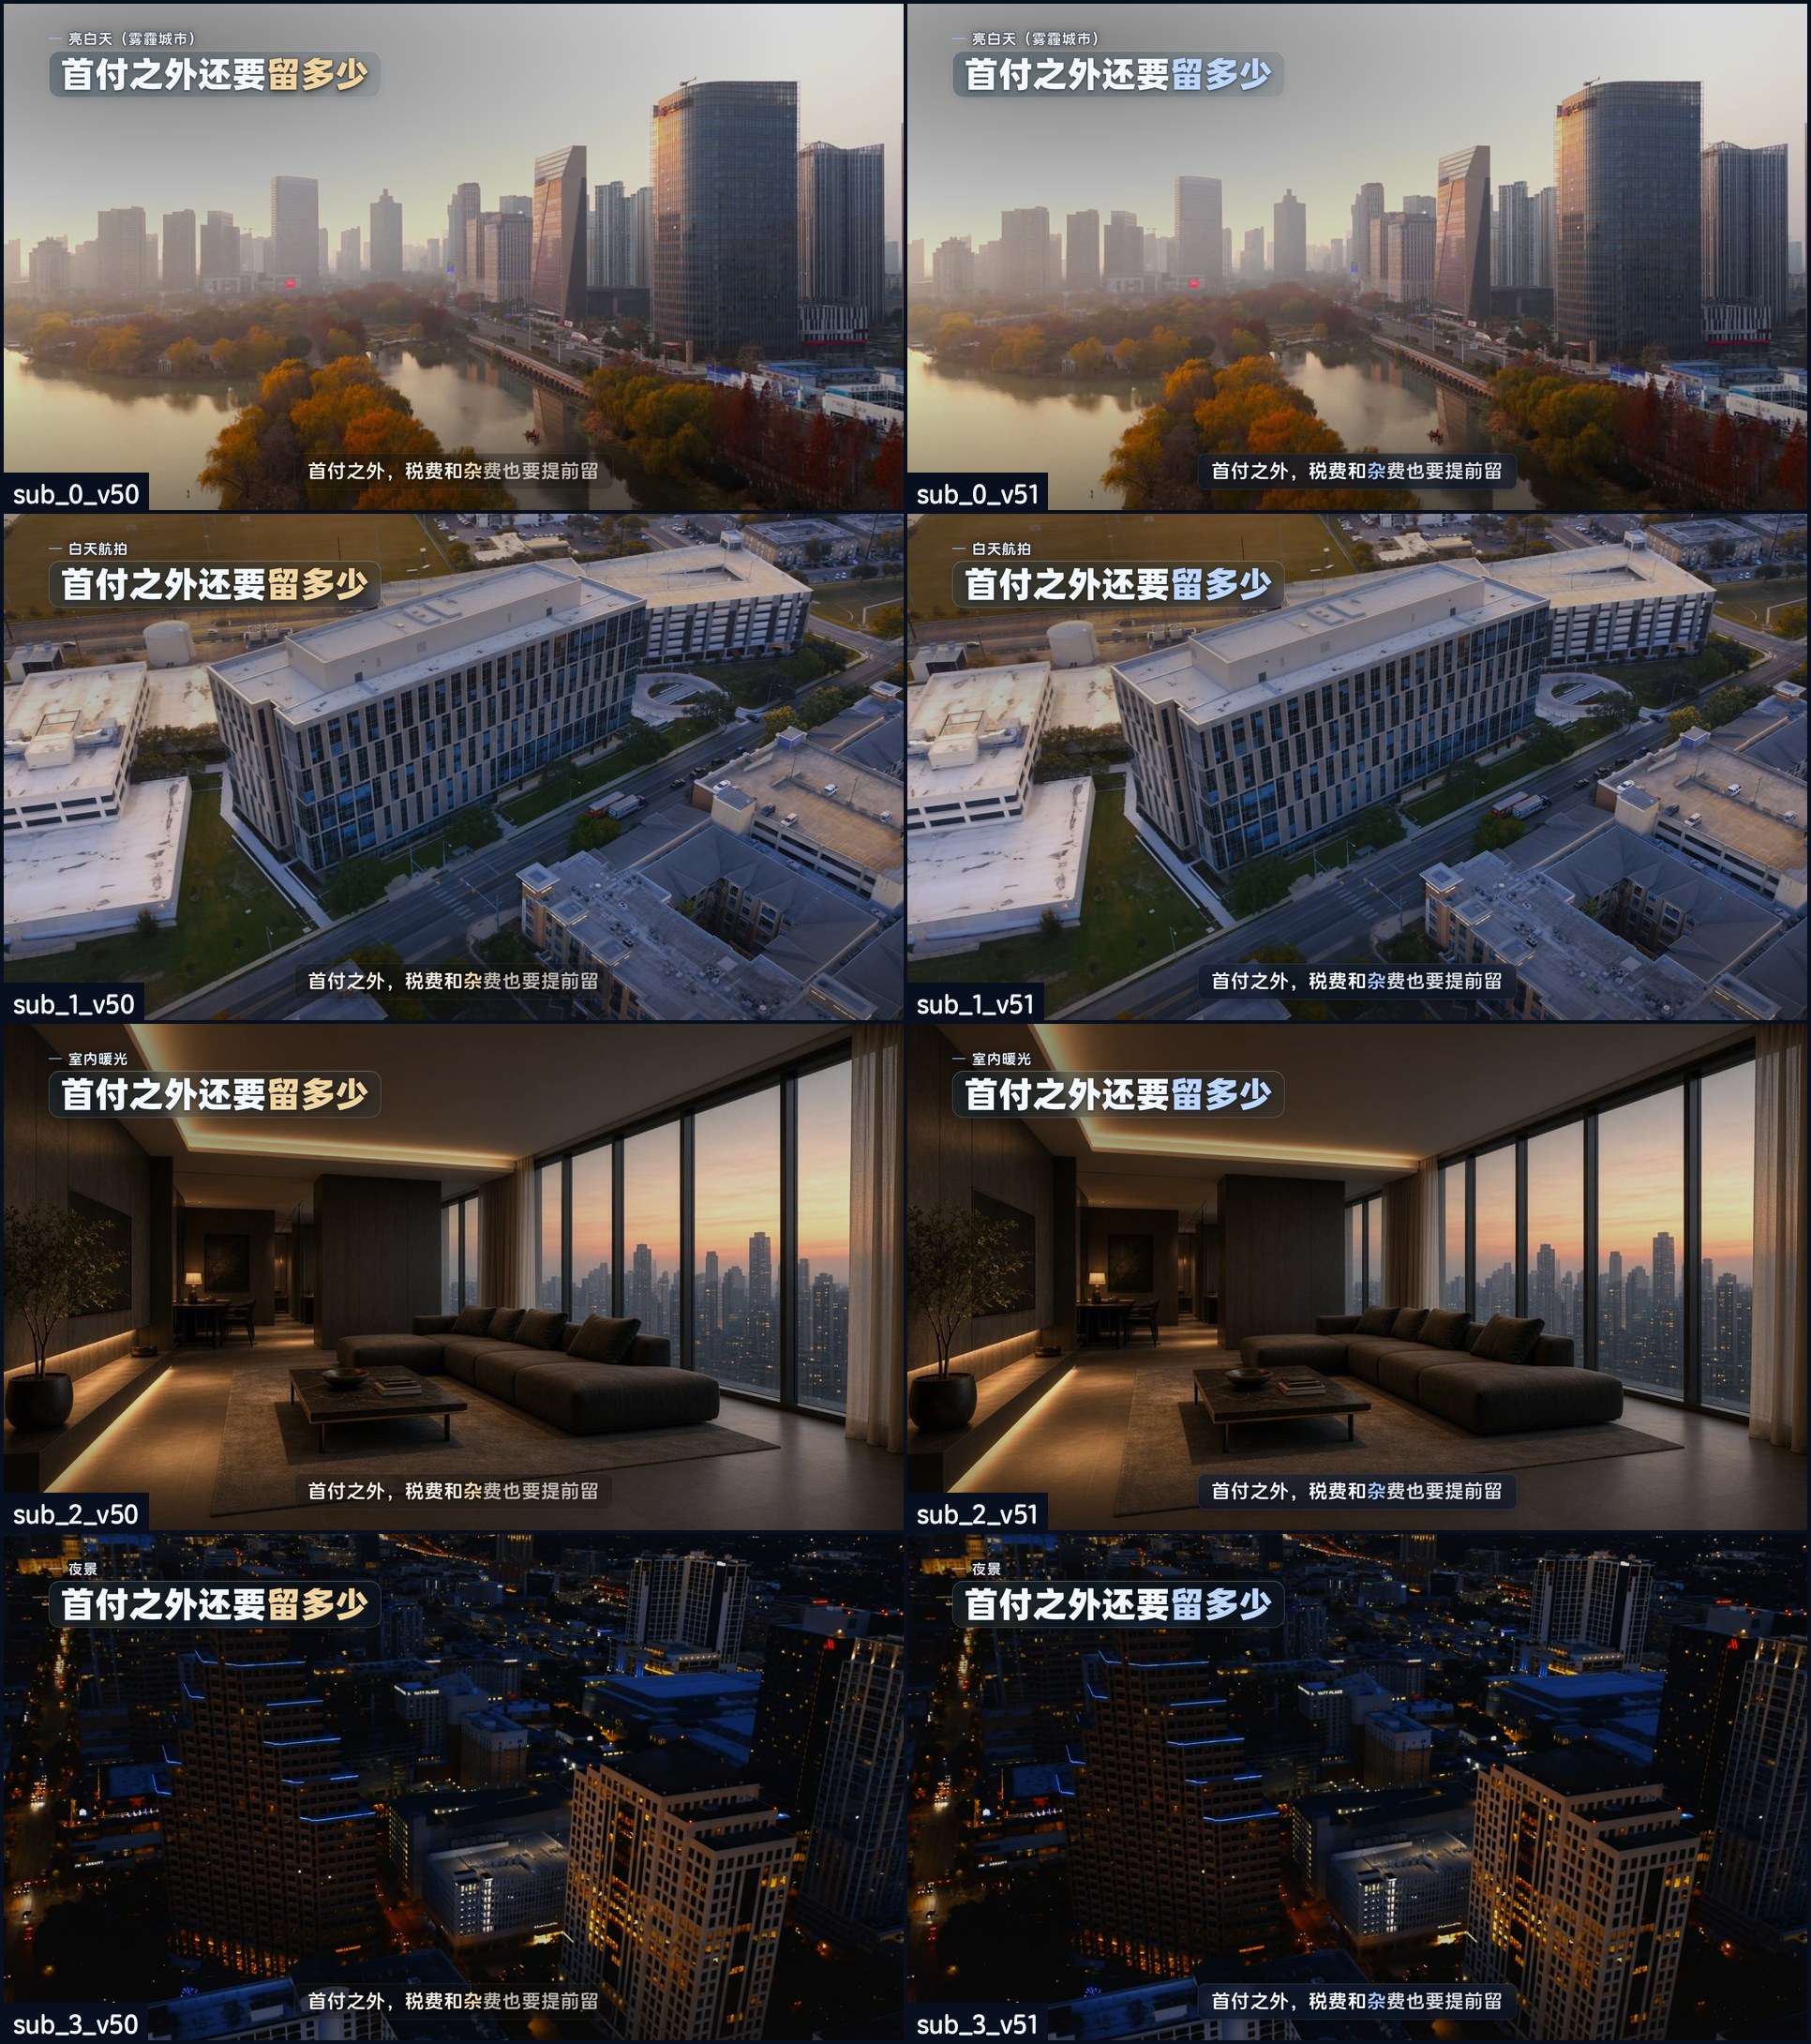 亮白天（雾霾城市）
首付之外还要留多少
首付之外，税费和杂费也要提前留
sub_0_v50
亮白天（雾霾城市）
首付之外还要留多少
首付之外，税费和杂费也要提前留
sub_0_v51
白天航拍
首付之外还要留多少
首付之外，税费和杂费也要提前留
sub_1_v50
白天航拍
首付之外还要留多少
首付之外，税费和杂费也要提前留
sub_1_v51
室内暖光
首付之外还要留多少
首付之外，税费和杂费也要提前留
sub_2_v50
室内暖光
首付之外还要留多少
首付之外，税费和杂费也要提前留
sub_2_v51
夜景
首付之外还要留多少
首付之外，税费和杂费也要提前留
sub_3_v50
夜景
首付之外还要留多少
首付之外，税费和杂费也要提前留
sub_3_v51